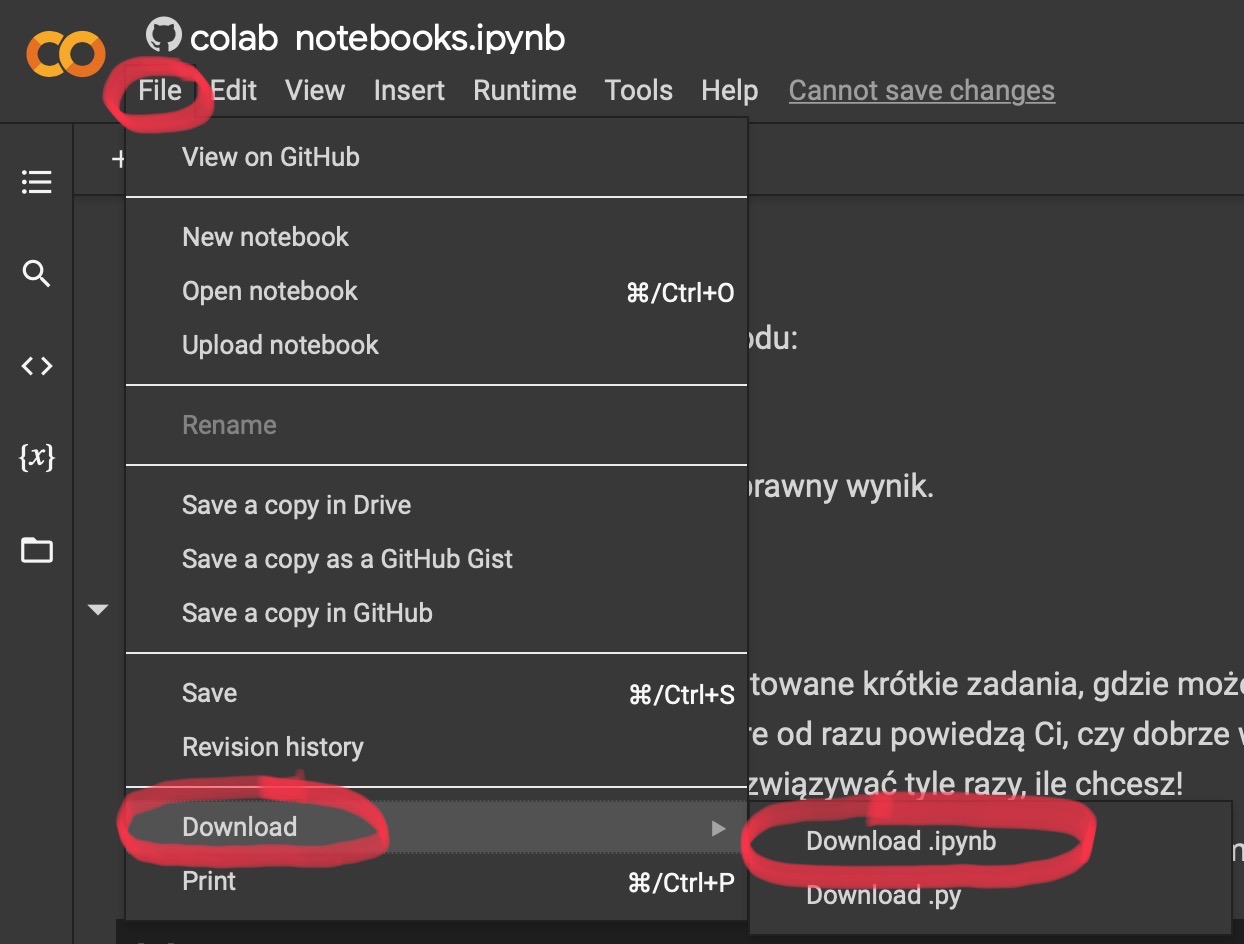 colab notebooks.ipynb
File Edit View Insert Runtime Tools Help Cannot save changes
+
View on GitHub
New notebook
Open notebook ⌘/Ctrl+O
Upload notebook
odu:
Rename
prawny wynik.
Save a copy in Drive
Save a copy as a GitHub Gist
Save a copy in GitHub
Save ⌘/Ctrl+S
towane krótkie zadania, gdzie moż
Revision history
re od razu powiedzą Ci, czy dobrze
związywać tyle razy, ile chcesz!
Download
Download .ipynb
Print ⌘/Ctrl+P
Download .py
{x}